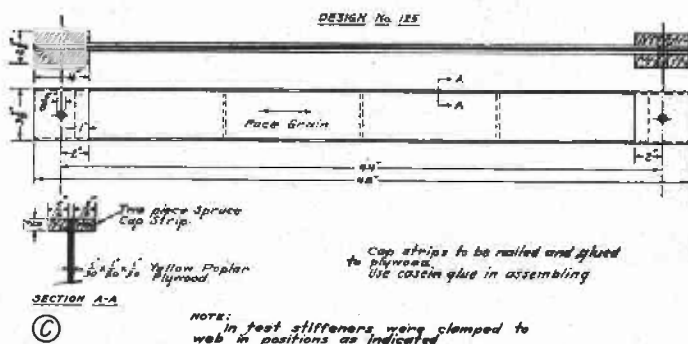 DESIGN No. 125
A
A
Face Grain
2"
44"
48"
Two piece Spruce
Cap Strip.
Yellow Poplar
Plywood.
Cap strips to be nailed and glued
to plywood.
Use casein glue in assembling
SECTION A-A
C
NOTE:
In test stiffeners were clamped to
web in positions as indicated